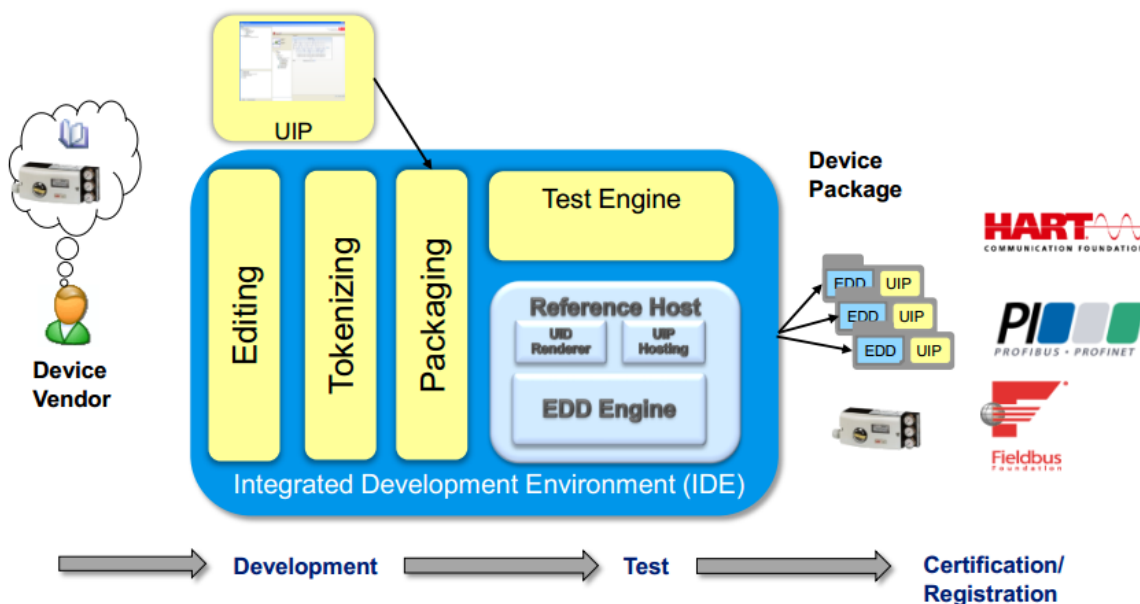 UIP
Device
Vendor
Editing
Tokenizing
Packaging
Test Engine
Reference Host
UID
Renderer
UIP
Hosting
EDD Engine
Integrated Development Environment (IDE)
Device
Package
EDD UIP
EDD UIP
EDD UIP
HART
COMMUNICATION FOUNDATION
PI
PROFIBUS • PROFINET
Fieldbus
Foundation
Development
Test
Certification/
Registration